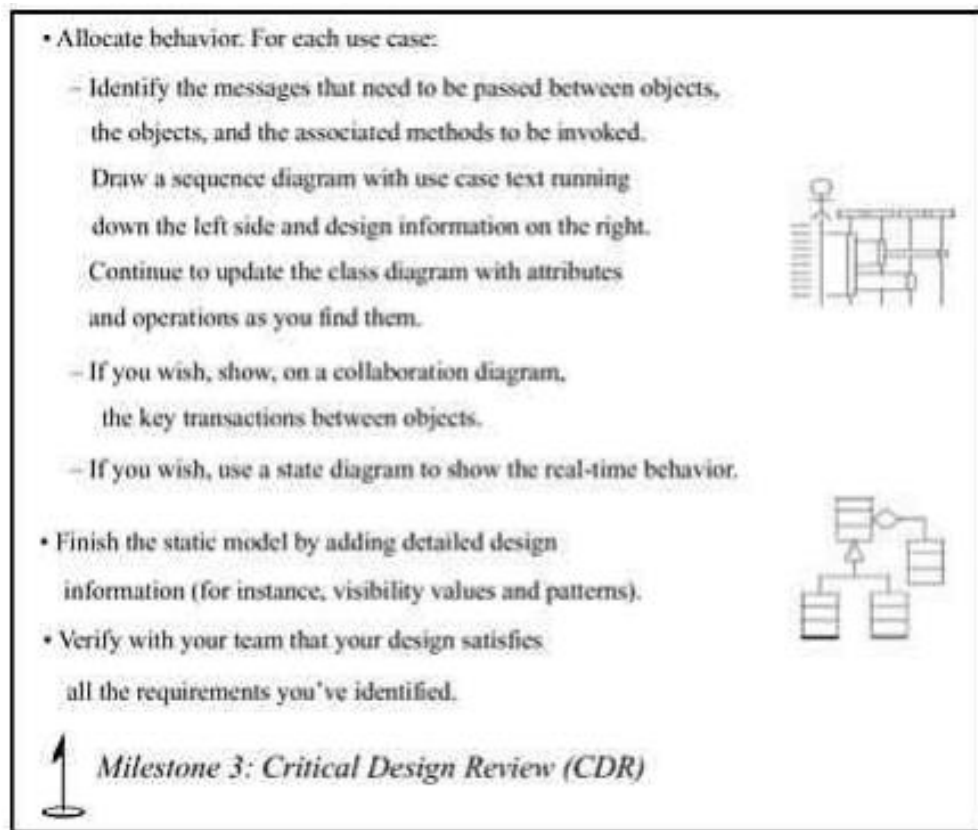 • Allocate behavior. For each use case:
– Identify the messages that need to be passed between objects,
the objects, and the associated methods to be invoked.
Draw a sequence diagram with use case text running
down the left side and design information on the right.
Continue to update the class diagram with attributes
and operations as you find them.
– If you wish, show, on a collaboration diagram,
the key transactions between objects.
– If you wish, use a state diagram to show the real-time behavior.
• Finish the static model by adding detailed design
information (for instance, visibility values and patterns).
• Verify with your team that your design satisfies
all the requirements you’ve identified.
Milestone 3: Critical Design Review (CDR)